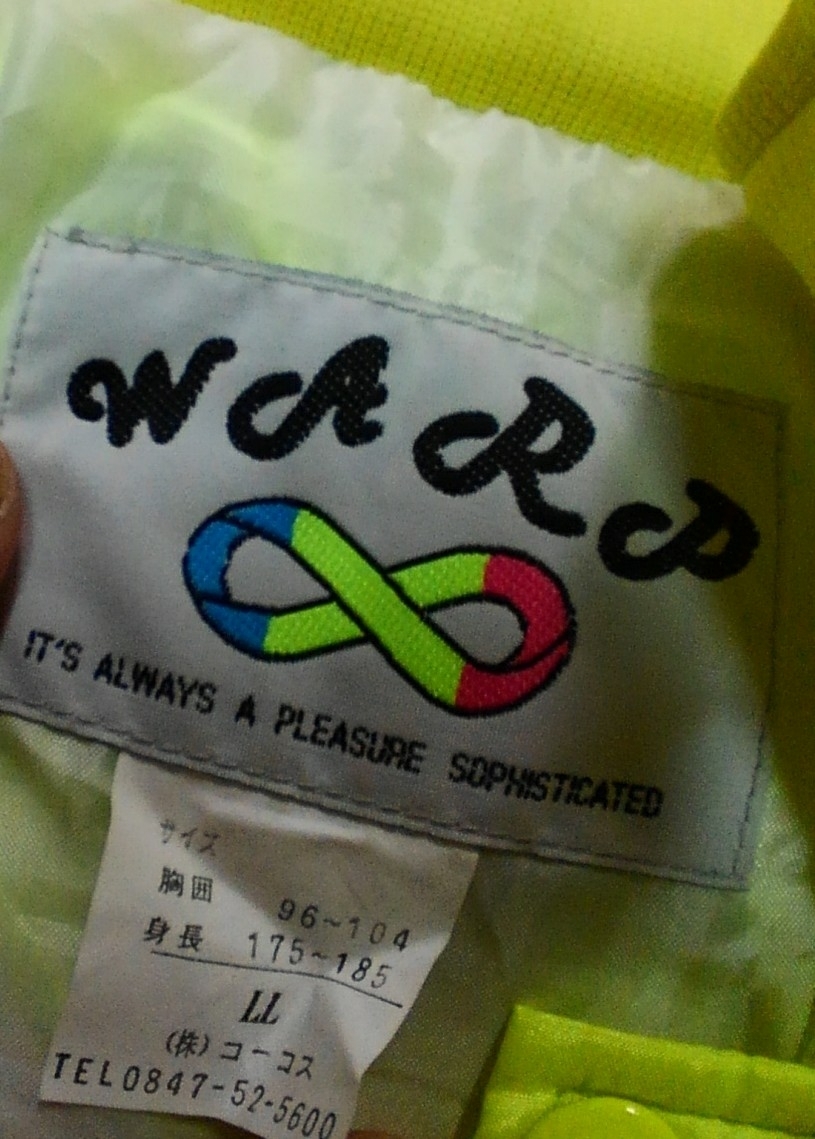 WARP
IT'S ALWAYS A PLEASURE SOPHISTICATED
サイズ
胸囲 96~104
身長 175~185
LL
(株)コーコス
TEL0847-52-5600